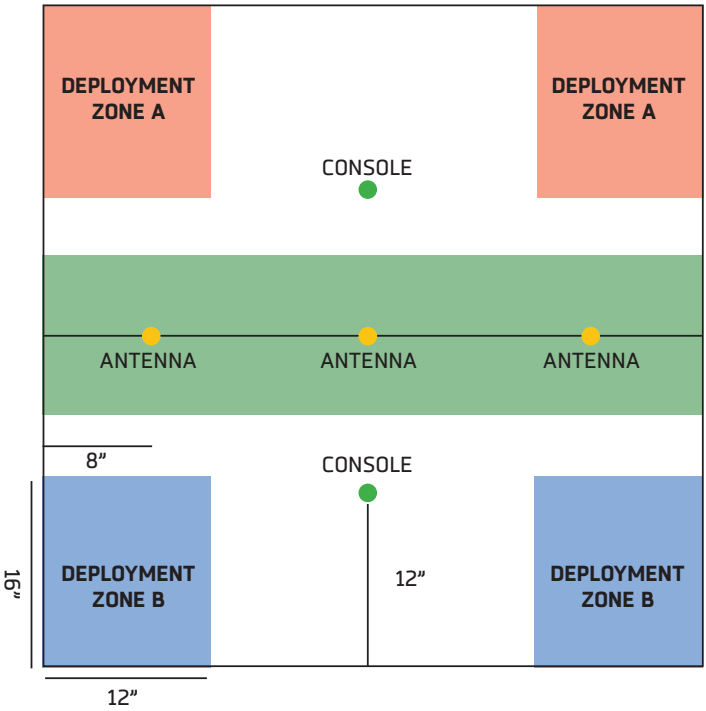 DEPLOYMENT
ZONE A
DEPLOYMENT
ZONE A
CONSOLE
ANTENNA
ANTENNA
ANTENNA
8”
CONSOLE
16”
DEPLOYMENT
ZONE B
12”
DEPLOYMENT
ZONE B
12”